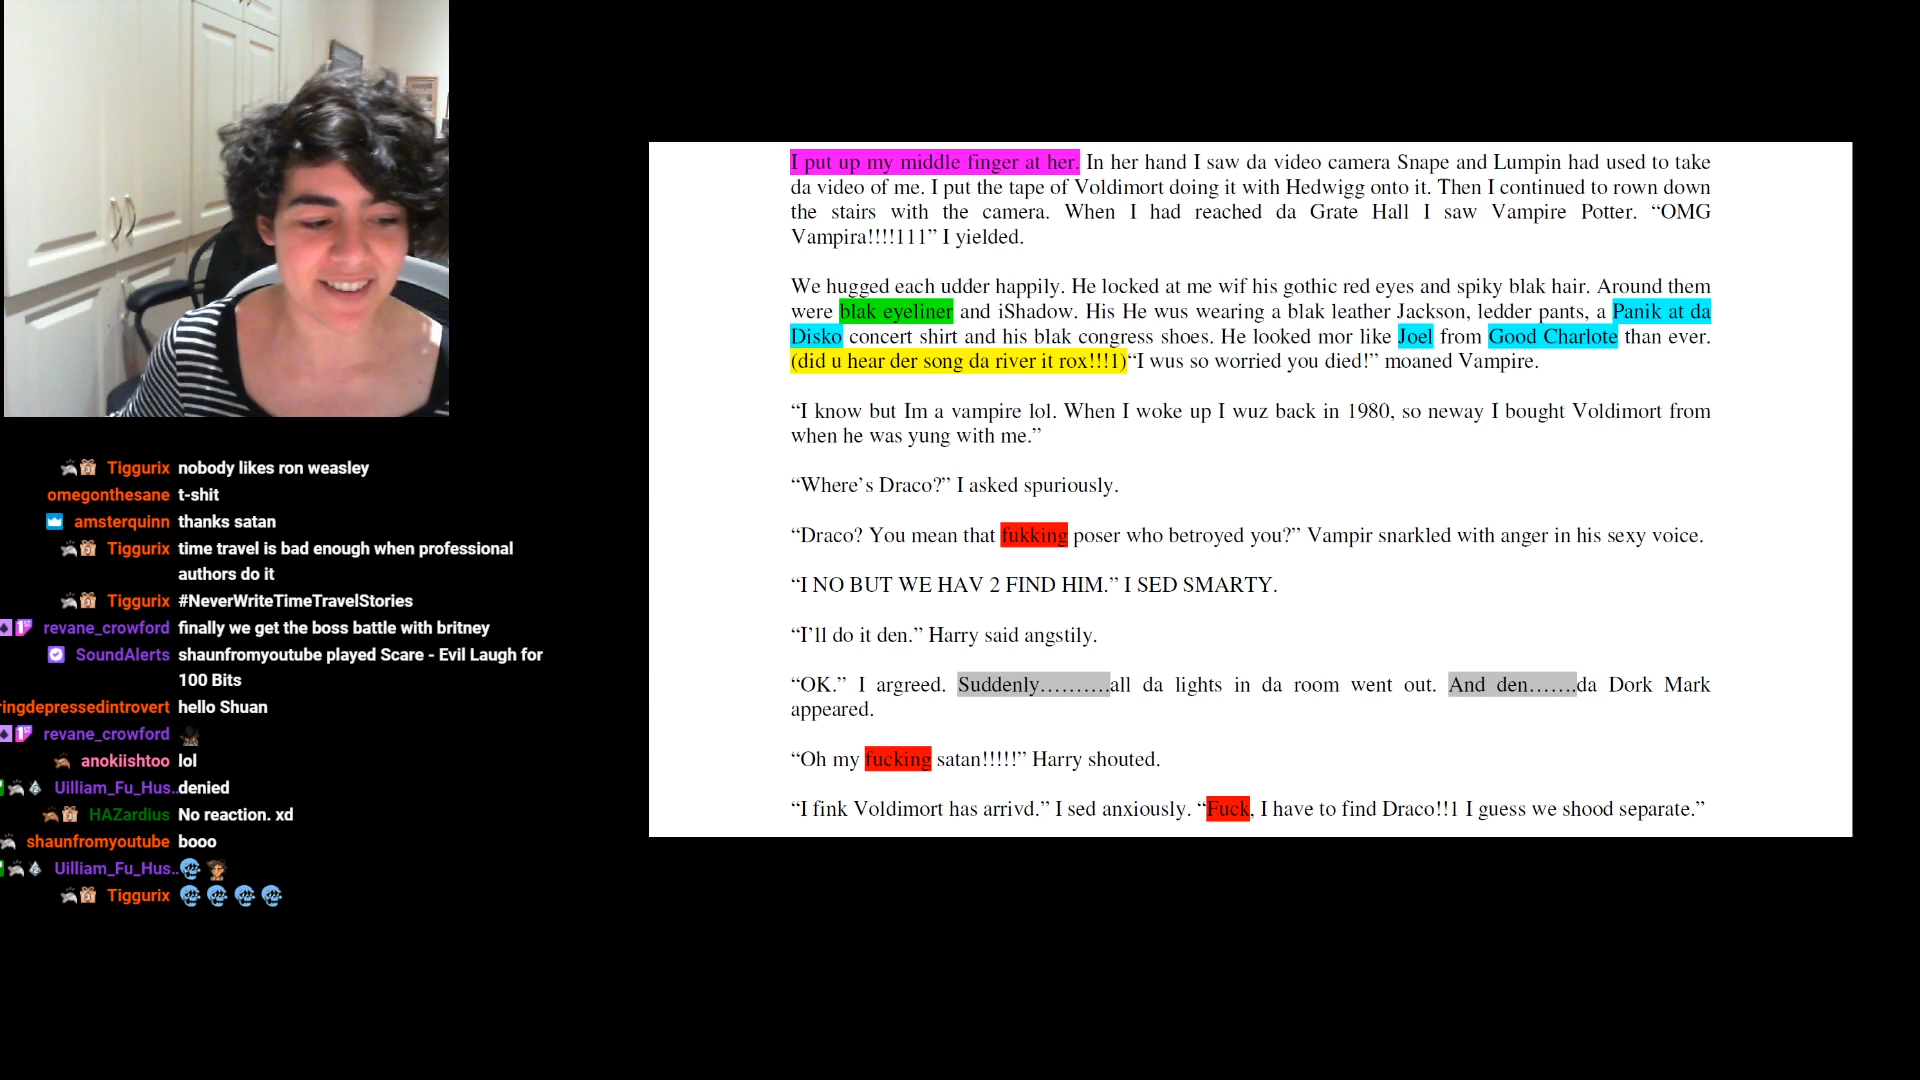 I put up my middle finger at her. In her hand I saw da video camera Snape and Lumpin had used to take
da video of me. I put the tape of Voldimort doing it with Hedwigg onto it. Then I continued to rown down
the stairs with the camera. When I had reached da Grate Hall I saw Vampire Potter. “OMG
Vampira!!!!111” I yielded.
We hugged each udder happily. He locked at me wif his gothic red eyes and spiky blak hair. Around them
were blak eyeliner and iShadow. His He wus wearing a blak leather Jackson, ledder pants, a Panik at da
Disko concert shirt and his blak congress shoes. He looked mor like Joel from Good Charlote than ever.
(did u hear der song da river it rox!!!1)“I wus so worried you died!” moaned Vampire.
“I know but Im a vampire lol. When I woke up I wuz back in 1980, so neway I bought Voldimort from
when he was yung with me.”
“Where’s Draco?” I asked spuriously.
“Draco? You mean that fukking poser who betroyed you?” Vampir snarkled with anger in his sexy voice.
“I NO BUT WE HAV 2 FIND HIM.” I SED SMARTY.
“I’ll do it den.” Harry said angstily.
“OK.” I argreed. Suddenly……….all da lights in da room went out. And den…….da Dork Mark
appeared.
“Oh my fucking satan!!!!!” Harry shouted.
“I fink Voldimort has arrivd.” I sed anxiously. “Fuck, I have to find Draco!!1 I guess we shood separate.”
Tiggurix nobody likes ron weasley
omegonthesane t-shit
amsterquinn thanks satan
Tiggurix time travel is bad enough when professional
authors do it
Tiggurix #NeverWriteTimeTravelStories
revane_crowford finally we get the boss battle with britney
SoundAlerts shaunfromyoutube played Scare - Evil Laugh for
100 Bits
ringdepressedintrovert hello Shuan
revane_crowford
anokiishtoo lol
Uilliam_Fu_Hus.. denied
HAZardius No reaction. xd
shaunfromyoutube booo
Uilliam_Fu_Hus..
Tiggurix